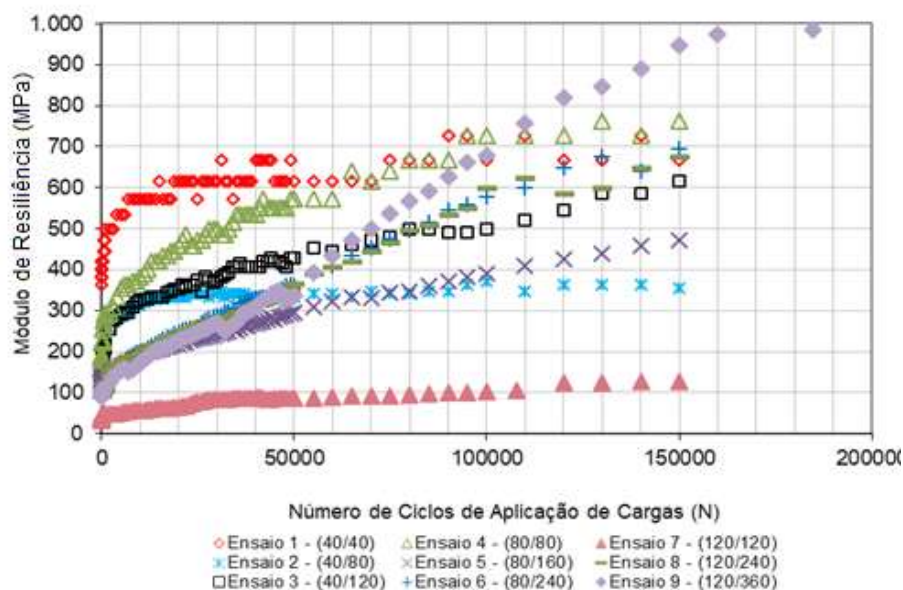 1.000
900
800
700
600
500
400
300
200
100
0
Módulo de Resiliência (MPa)
0 50000 100000 150000 20000
Número de Ciclos de Aplicação de Cargas (N)
Ensaio 1 - (40/40) Ensaio 4 - (80/80) Ensaio 7 - (120/120)
Ensaio 2 - (40/80) Ensaio 5 - (80/160) Ensaio 8 - (120/240)
Ensaio 3 - (40/120) Ensaio 6 - (80/240) Ensaio 9 - (120/360)